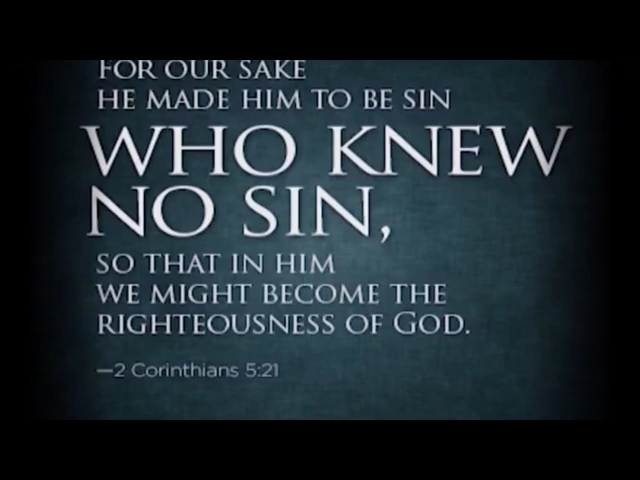 FOR OUR SAKE
HE MADE HIM TO BE SIN
WHO KNEW
NO SIN,
SO THAT IN HIM
WE MIGHT BECOME THE
RIGHTEOUSNESS OF GOD.
—2 Corinthians 5:21